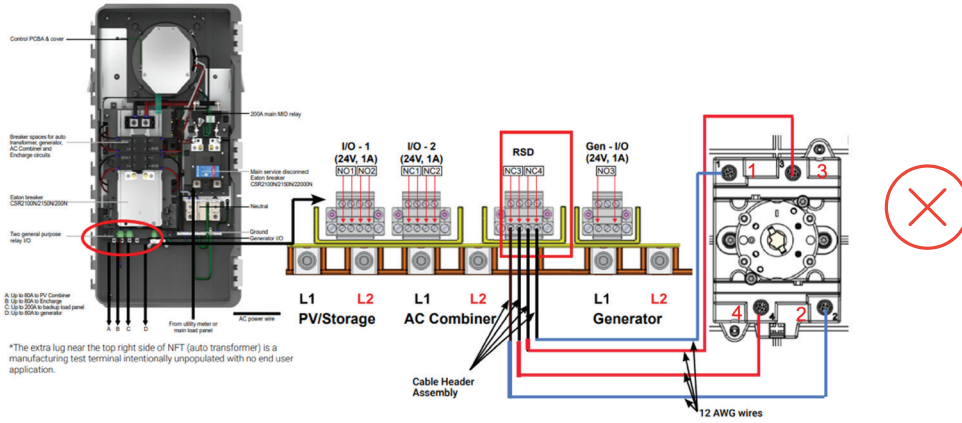 Control PCBA & cover
200A main MID relay
Breaker spaces for auto
transformer, generator,
AC Combiner and
Encharge circuits
Main service disconnect
Eaton breaker
CSR2100N/2150N/22000N
Eaton breaker
CSR2100N/2150N/200N
Neutral
Two general purpose
relay I/O
Ground
Generator I/O
A: Up to 80A to PV Combiner
B: Up to 80A to Encharge
C: Up to 200A to backup load panel
D: Up to 80A to generator
A B C D
From utility meter or
main load panel
AC power wire
*The extra lug near the top right side of NFT (auto transformer) is a
manufacturing test terminal intentionally unpopulated with no end user
application.
I/O - 1
(24V, 1A)
NO1 NO2
I/O - 2
(24V, 1A)
NC1 NC2
RSD
NC3 NC4
Gen - I/O
(24V, 1A)
NO3
L1 L2 L1 L2 L1 L2
PV/Storage AC Combiner Generator
Cable Header
Assembly
12 AWG wires
1 1 3 3
I
4 4 2 2